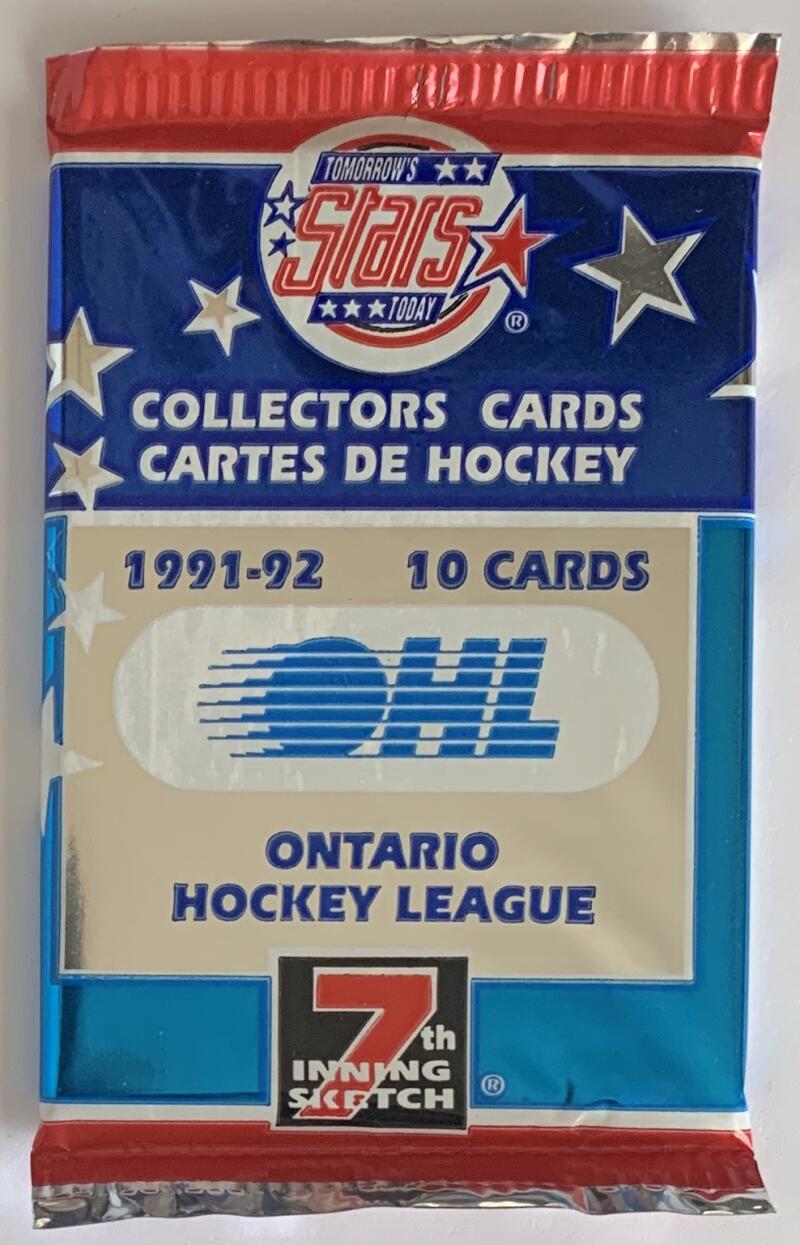 TOMORROW'S
Stars
TODAY
®
COLLECTORS CARDS
CARTES DE HOCKEY
1991-92 10 CARDS
OHL
ONTARIO
HOCKEY LEAGUE
7th
INNING
SKETCH
®